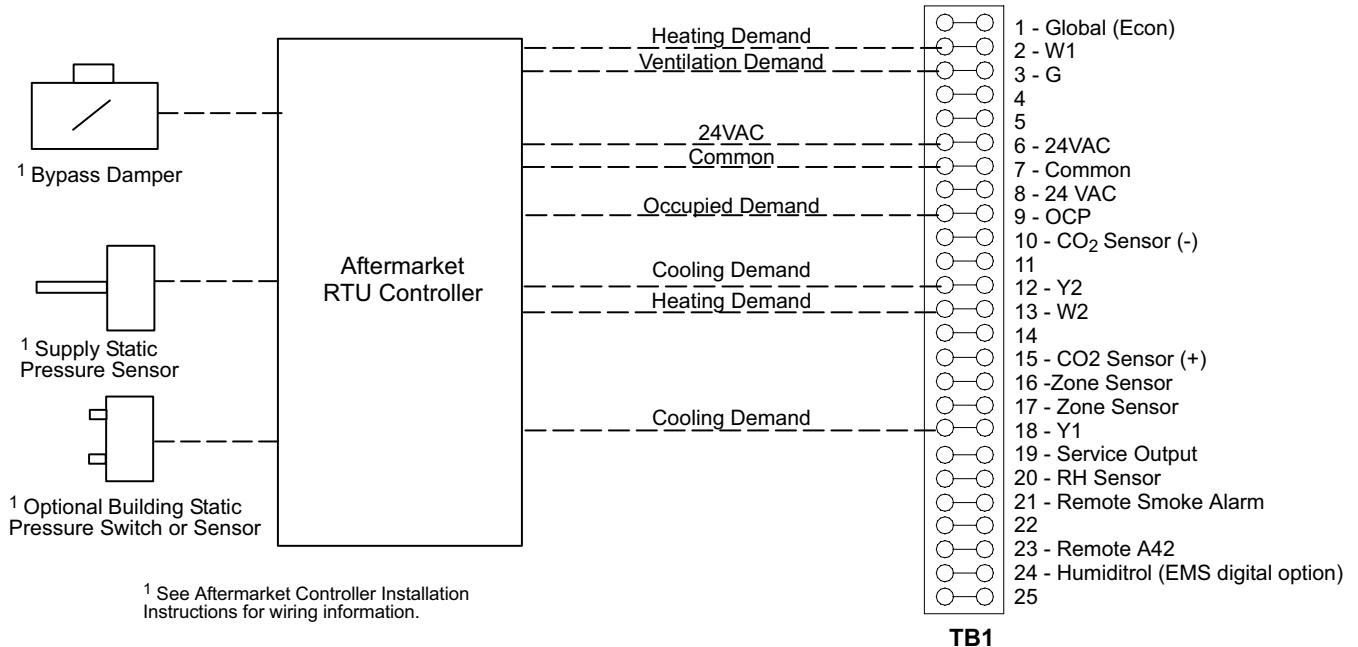 1 Bypass Damper
1 Supply Static
Pressure Sensor
1 Optional Building Static
Pressure Switch or Sensor
Aftermarket
RTU Controller
Heating Demand
Ventilation Demand
24VAC
Common
Occupied Demand
Cooling Demand
Heating Demand
Cooling Demand
1 - Global (Econ)
2 - W1
3 - G
4
5
6 - 24VAC
7 - Common
8 - 24 VAC
9 - OCP
10 - CO2 Sensor (-)
11
12 - Y2
13 - W2
14
15 - CO2 Sensor (+)
16 -Zone Sensor
17 - Zone Sensor
18 - Y1
19 - Service Output
20 - RH Sensor
21 - Remote Smoke Alarm
22
23 - Remote A42
24 - Humiditrol (EMS digital option)
25
TB1
1 See Aftermarket Controller Installation
Instructions for wiring information.